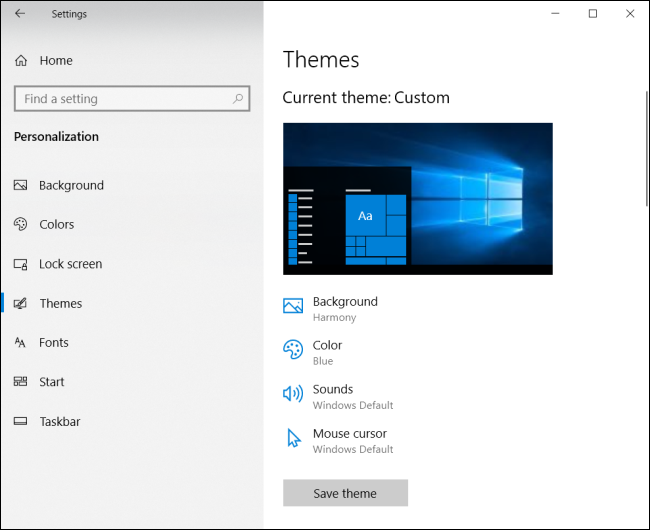 Settings
Home
Find a setting
Personalization
Background
Colors
Lock screen
Themes
Fonts
Start
Taskbar
Themes
Current theme: Custom
Aa
Background
Harmony
Color
Blue
Sounds
Windows Default
Mouse cursor
Windows Default
Save theme